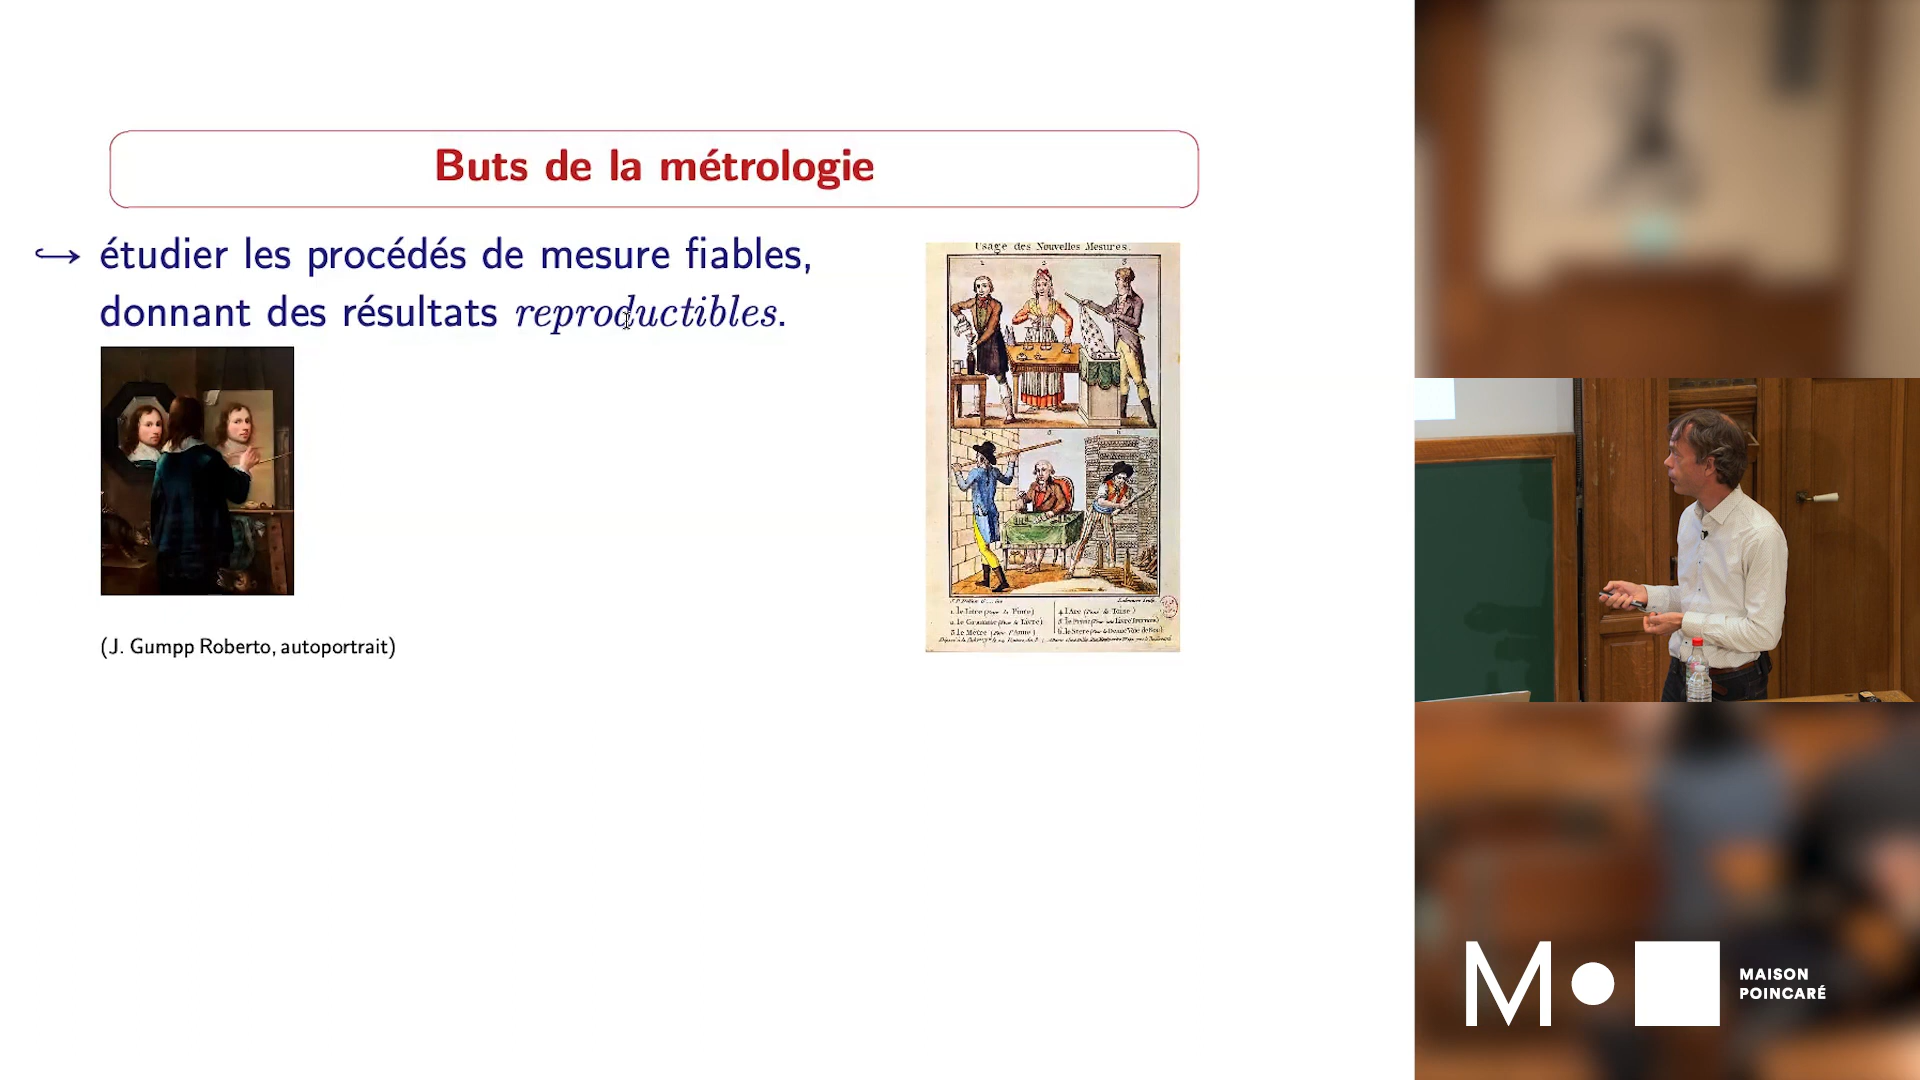 Buts de la métrologie
↪ étudier les procédés de mesure fiables,
donnant des résultats reproductibles.
Usage des Nouvelles Mesures.
(J. Gumpp Roberto, autoportrait)
MAISON
POINCARÉ